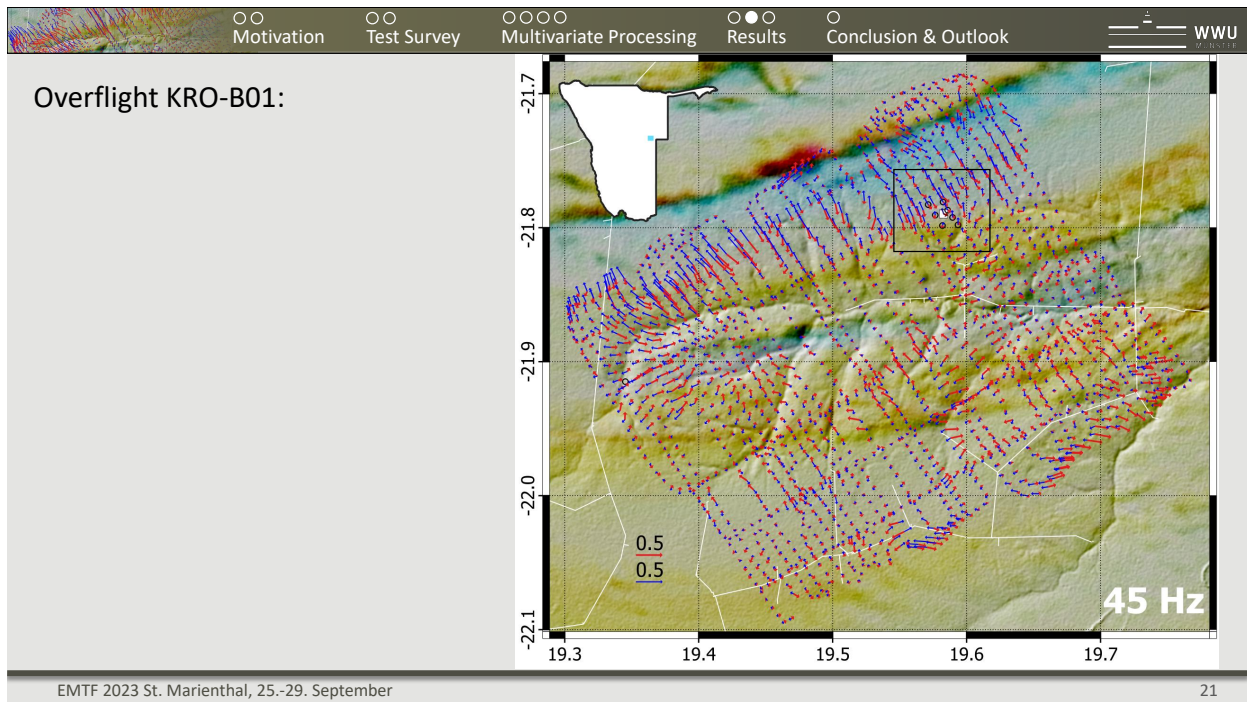 Motivation
Test Survey
Multivariate Processing
Results
Conclusion & Outlook
WWU
MÜNSTER
Overflight KRO-B01:
-21.7
-21.8
-21.9
-22.0
-22.1
0.5
0.5
45 Hz
19.3
19.4
19.5
19.6
19.7
EMTF 2023 St. Marienthal, 25.-29. September
21